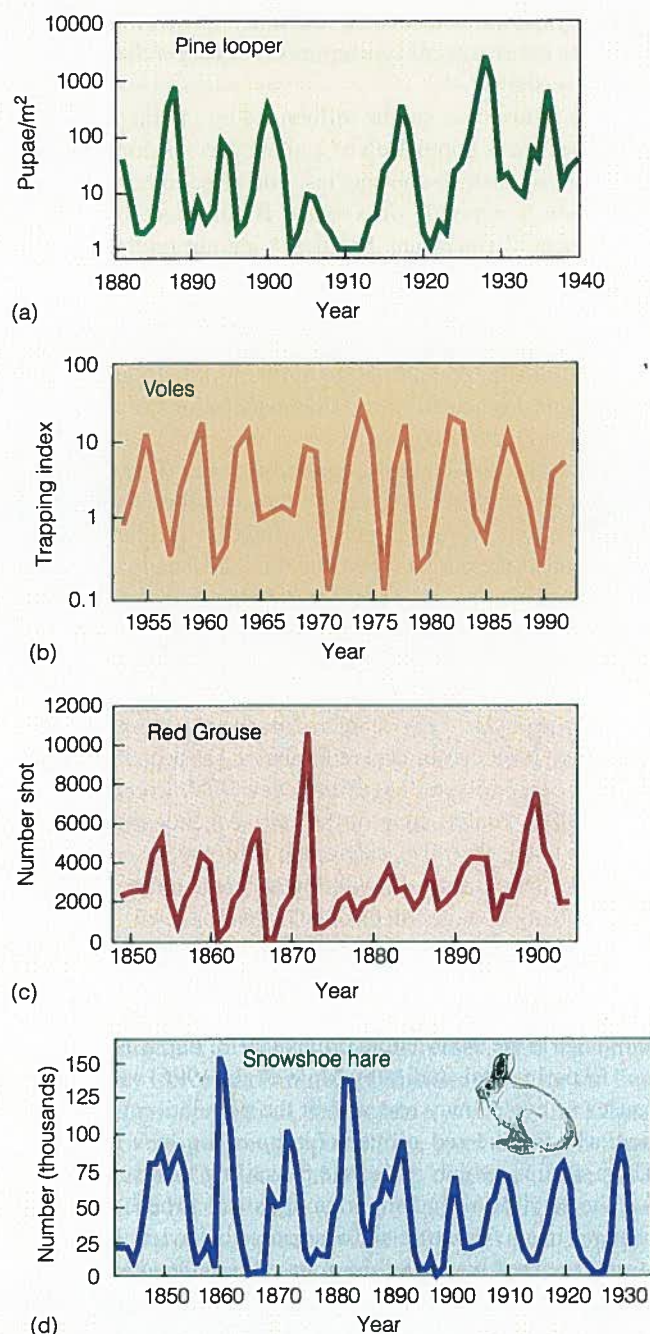 10000
1000
100
10
1
Pupae/m²
Pine looper
1880 1890 1900 1910 1920 1930 1940
Year
(a)
100
10
1
0.1
Trapping index
Voles
1955 1960 1965 1970 1975 1980 1985 1990
Year
(b)
12000
10000
8000
6000
4000
2000
0
Number shot
Red Grouse
1850 1860 1870 1880 1890 1900
Year
(c)
150
125
100
75
50
25
0
Number (thousands)
Snowshoe hare
1850 1860 1870 1880 1890 1900 1910 1920 1930
Year
(d)